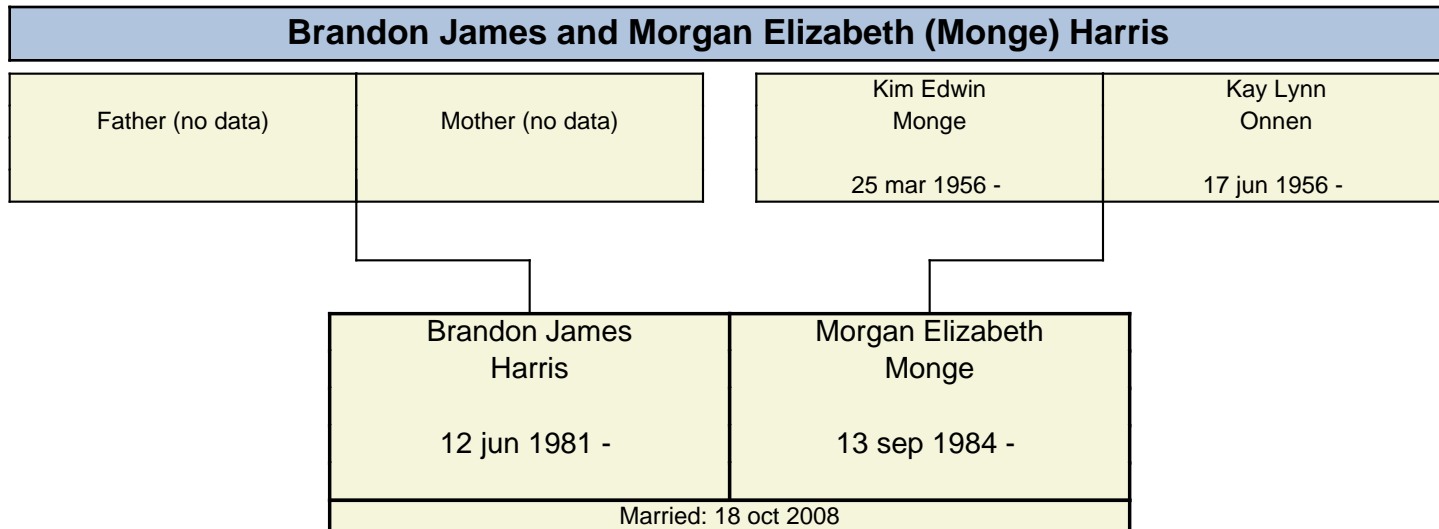 Brandon James and Morgan Elizabeth (Monge) Harris
Father (no data)
Mother (no data)
Kim Edwin
Monge
25 mar 1956 -
Kay Lynn
Onnen
17 jun 1956 -
Brandon James
Harris
12 jun 1981 -
Morgan Elizabeth
Monge
13 sep 1984 -
Married: 18 oct 2008